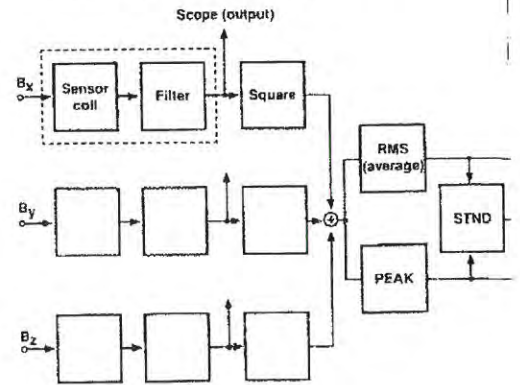 Scope (output)
Bx
Sensor
coil
Filter
Square
RMS
(average)
By
STND
PEAK
Bz